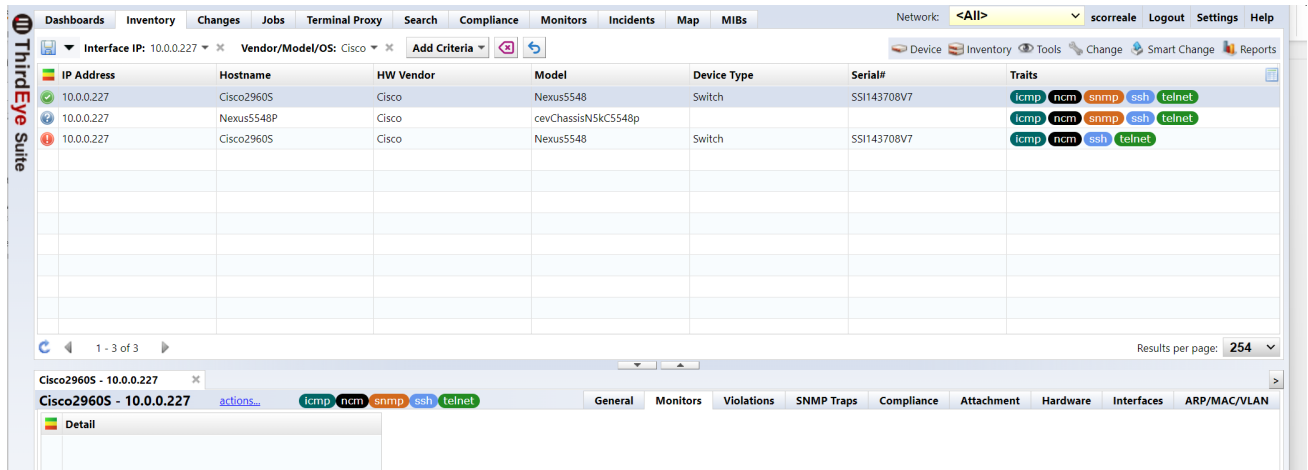 ThirdEye Suite
Dashboards Inventory Changes Jobs Terminal Proxy Search Compliance Monitors Incidents Map MIBs Network: <All> scorreale Logout Settings Help
Interface IP: 10.0.0.227 Vendor/Model/OS: Cisco Add Criteria Device Inventory Tools Change Smart Change Reports
IP Address Hostname HW Vendor Model Device Type Serial# Traits
10.0.0.227 Cisco2960S Cisco Nexus5548 Switch SSI143708V7 icmp ncm snmp ssh telnet
10.0.0.227 Nexus5548P Cisco cevChassisN5kC5548p icmp ncm snmp ssh telnet
10.0.0.227 Cisco2960S Cisco Nexus5548 Switch SSI143708V7 icmp ncm ssh telnet
1 - 3 of 3 Results per page: 254
Cisco2960S - 10.0.0.227
Cisco2960S - 10.0.0.227 actions... icmp ncm snmp ssh telnet General Monitors Violations SNMP Traps Compliance Attachment Hardware Interfaces ARP/MAC/VLAN
Detail